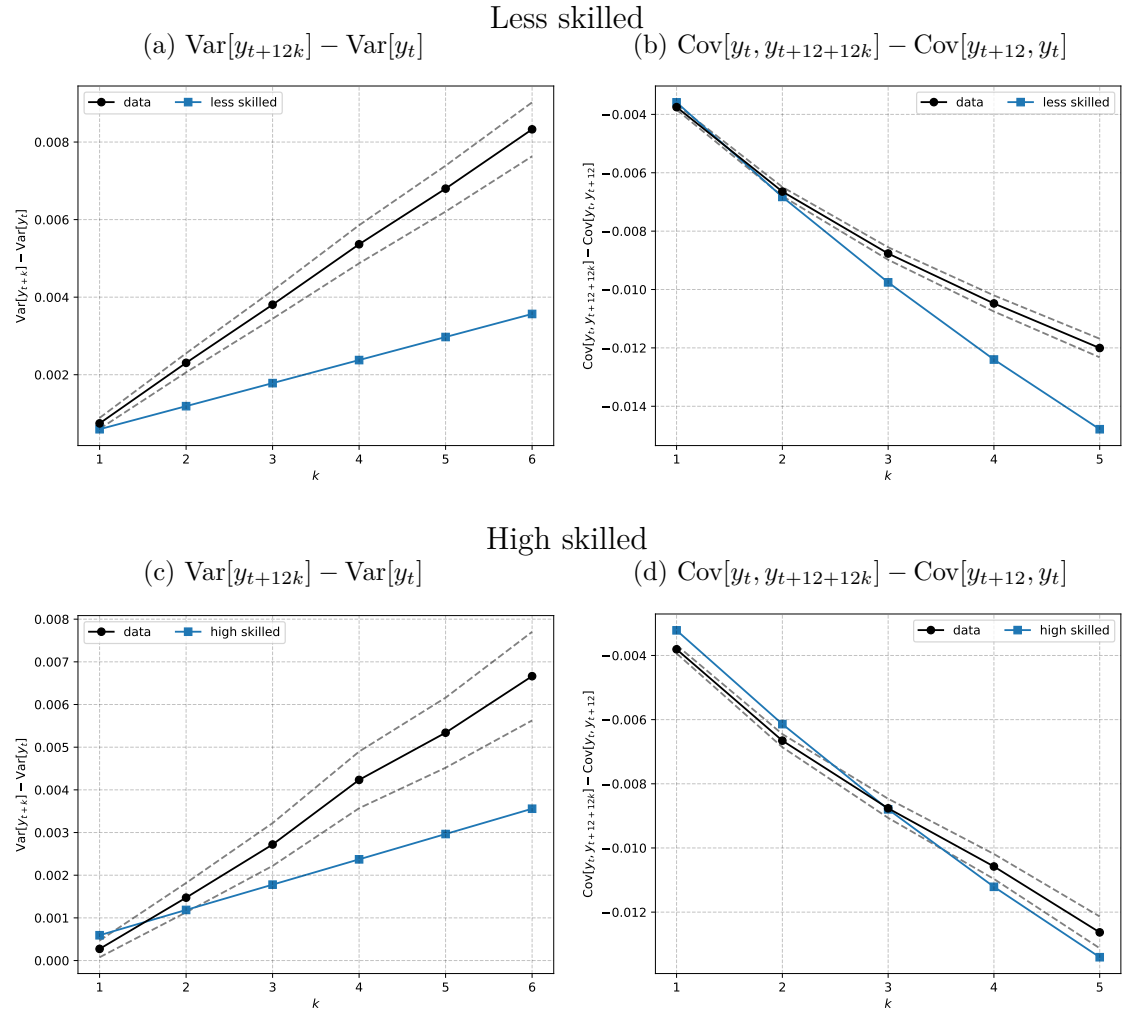 Less skilled
(a) Var[y_{t+12k}] − Var[y_t]
(b) Cov[y_t, y_{t+12+12k}] − Cov[y_{t+12}, y_t]
data
less skilled
0.008
0.006
0.004
0.002
Var[y_{t+k}] − Var[y_t]
1 2 3 4 5 6
k
data
less skilled
−0.004
−0.006
−0.008
−0.010
−0.012
−0.014
Cov[y_t, y_{t+12+12k}] − Cov[y_t, y_{t+12}]
1 2 3 4 5
k
High skilled
(c) Var[y_{t+12k}] − Var[y_t]
(d) Cov[y_t, y_{t+12+12k}] − Cov[y_{t+12}, y_t]
data
high skilled
0.008
0.007
0.006
0.005
0.004
0.003
0.002
0.001
0.000
Var[y_{t+k}] − Var[y_t]
1 2 3 4 5 6
k
data
high skilled
−0.004
−0.006
−0.008
−0.010
−0.012
Cov[y_t, y_{t+12+12k}] − Cov[y_t, y_{t+12}]
1 2 3 4 5
k